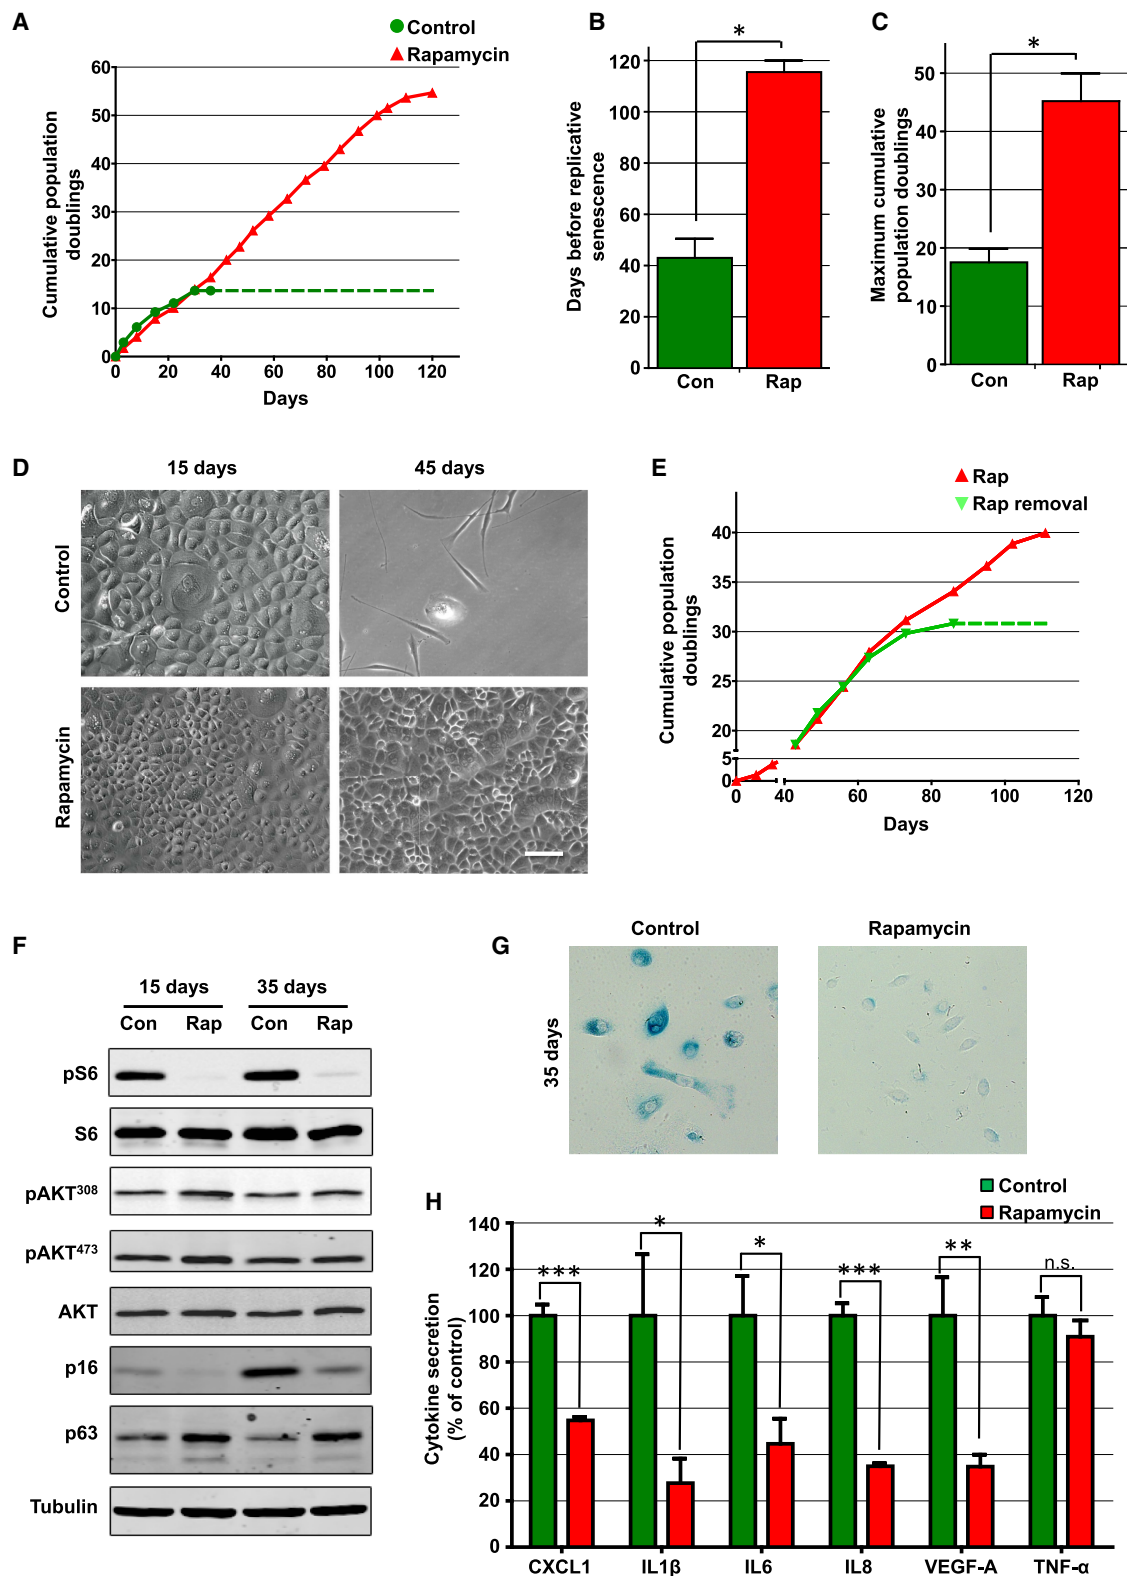 A
Control
Rapamycin
60
50
40
30
20
10
0
0 20 40 60 80 100 120
Cumulative population
doublings
Days
B
*
120
100
80
60
40
20
0
Days before replicative
senescence
Con Rap
C
*
50
40
30
20
10
0
Maximum cumulative
population doublings
Con Rap
D
15 days 45 days
Control
Rapamycin
E
Rap
Rap removal
40
35
30
25
20
5
0
0 40 60 80 100 120
Cumulative population
doublings
Days
F
15 days 35 days
Con Rap Con Rap
pS6
S6
pAKT308
pAKT473
AKT
p16
p63
Tubulin
G
Control Rapamycin
35 days
H
Control
Rapamycin
140
120
100
80
60
40
20
0
Cytokine secretion
(% of control)
*** * * *** ** n.s.
CXCL1 IL1β IL6 IL8 VEGF-A TNF-α